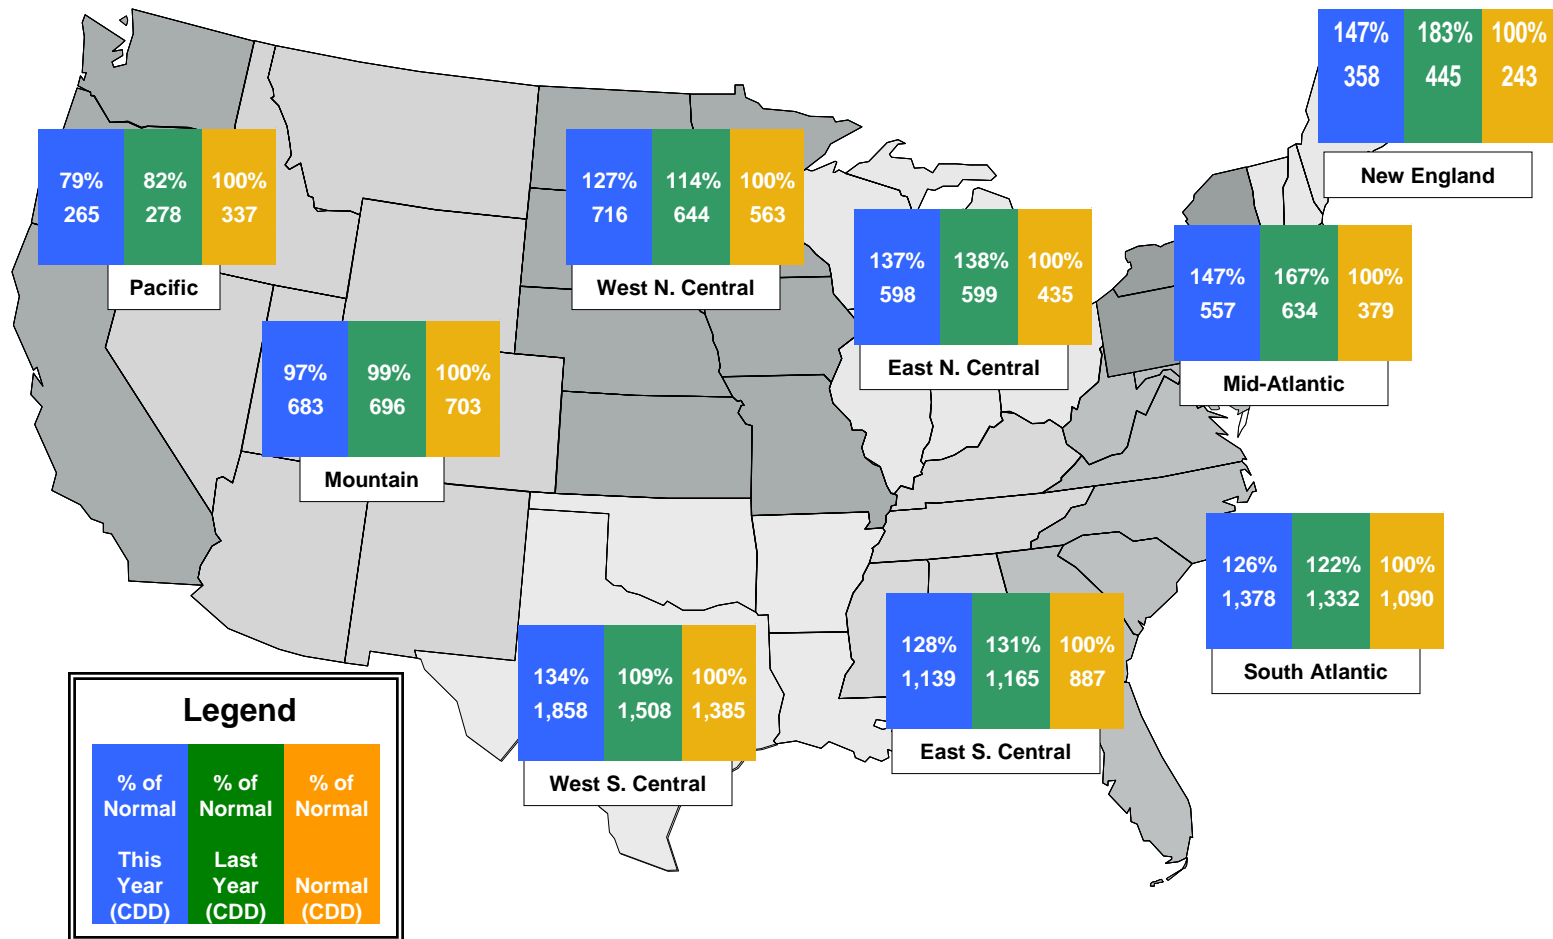 147% 183% 100%
358 445 243
New England
79% 82% 100%
265 278 337
Pacific
127% 114% 100%
716 644 563
West N. Central
137% 138% 100%
598 599 435
East N. Central
147% 167% 100%
557 634 379
Mid-Atlantic
97% 99% 100%
683 696 703
Mountain
126% 122% 100%
1,378 1,332 1,090
South Atlantic
128% 131% 100%
1,139 1,165 887
East S. Central
134% 109% 100%
1,858 1,508 1,385
West S. Central
Legend
% of
Normal
This
Year
(CDD)
% of
Normal
Last
Year
(CDD)
% of
Normal
Normal
(CDD)